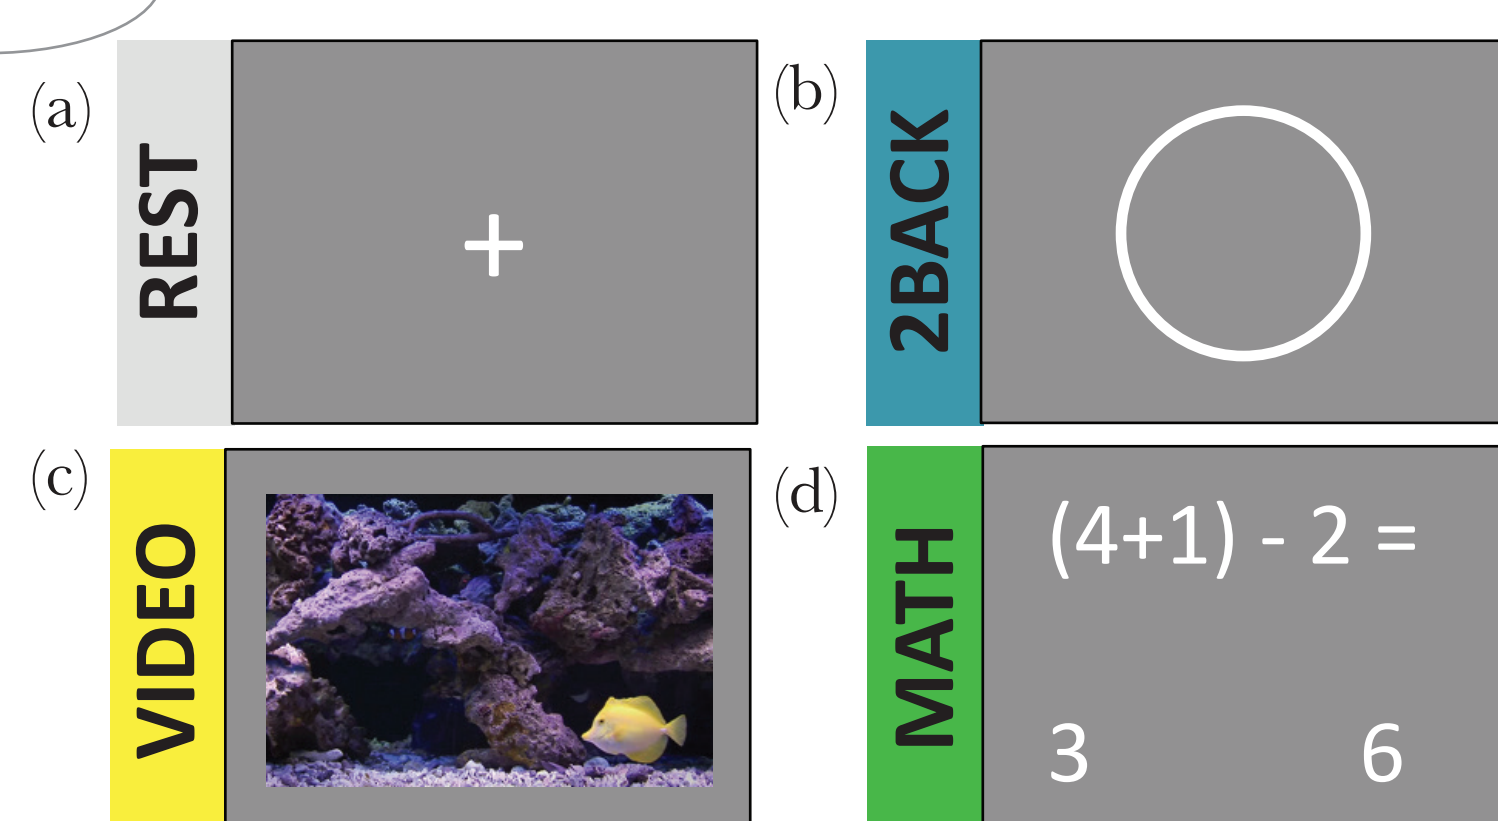 (a)
REST
+
(b)
2BACK
(c)
VIDEO
(d)
MATH
(4+1) - 2 =
3 6